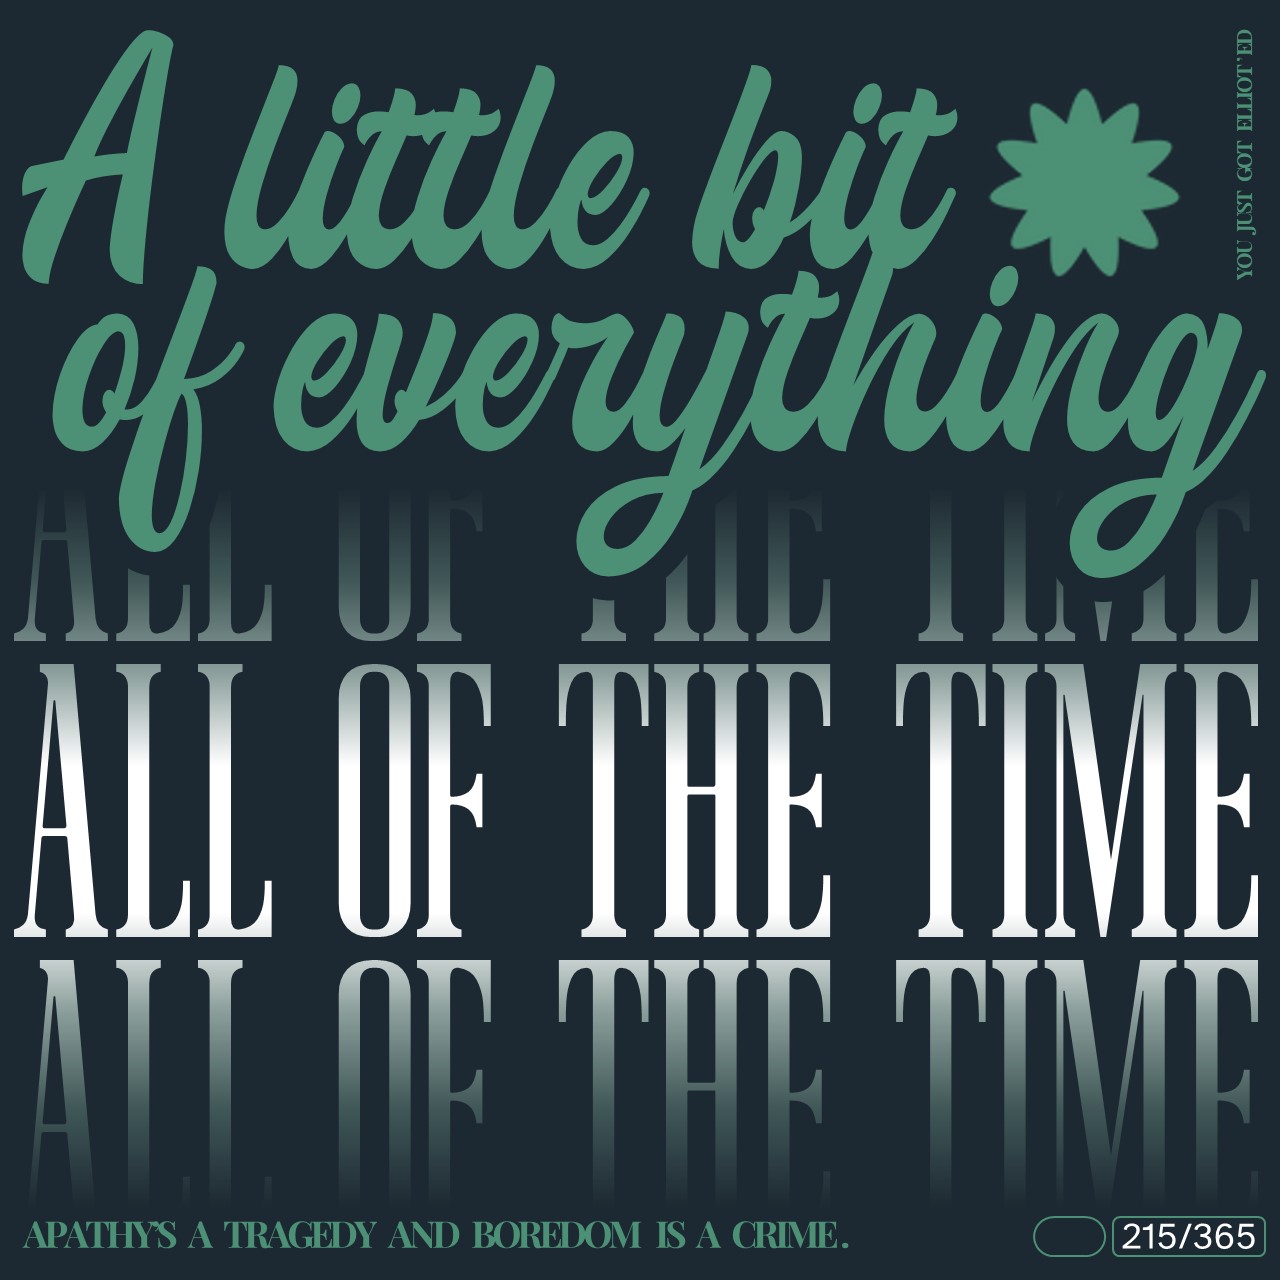 A little bit
of everything
ALL OF THE TIME
ALL OF THE TIME
ALL OF THE TIME
APATHY'S A TRAGEDY AND BOREDOM IS A CRIME.
215/365
YOU JUST GOT ELLIOT'ED